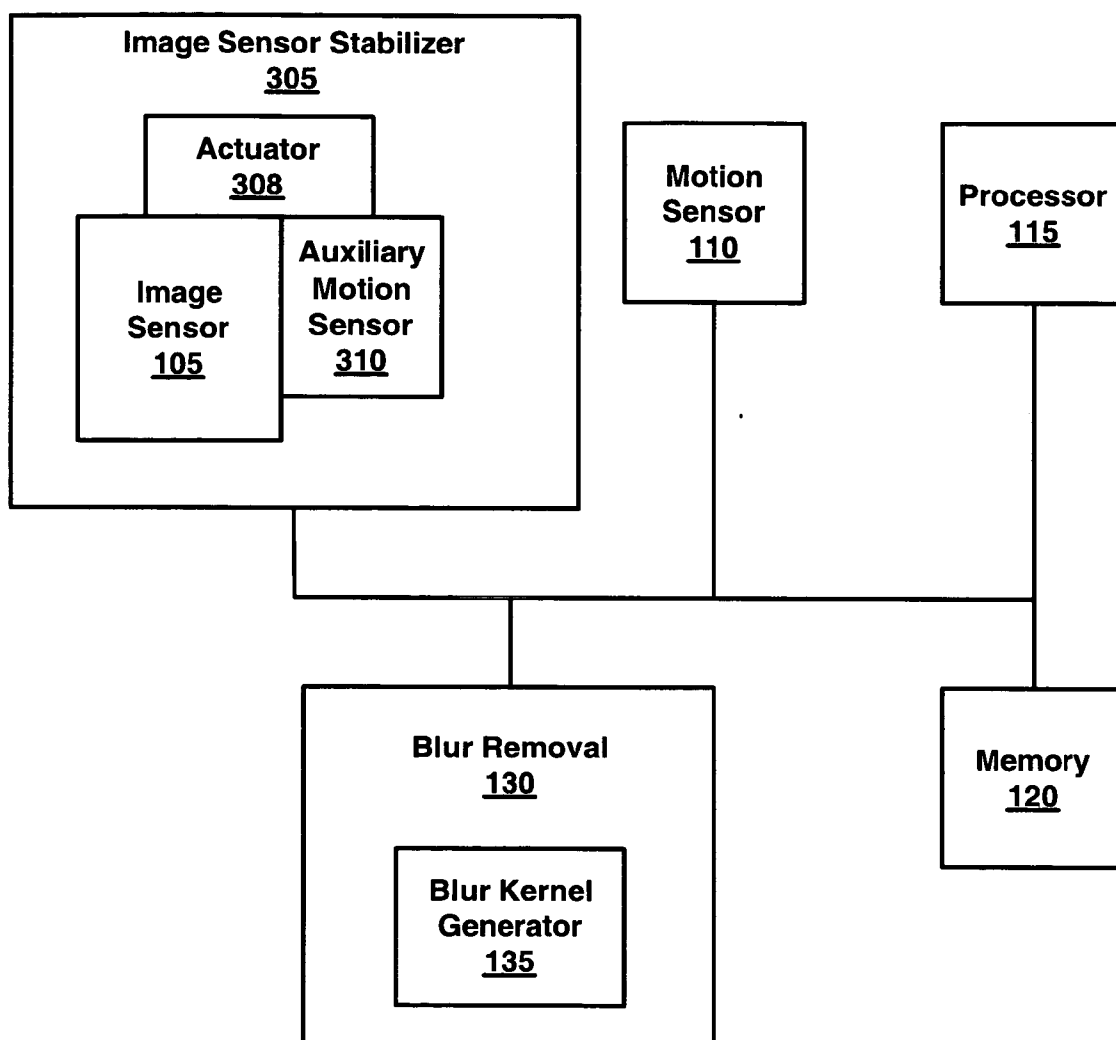 Image Sensor Stabilizer
305
Actuator
308
Image
Sensor
105
Auxiliary
Motion
Sensor
310
Motion
Sensor
110
Processor
115
Blur Removal
130
Blur Kernel
Generator
135
Memory
120